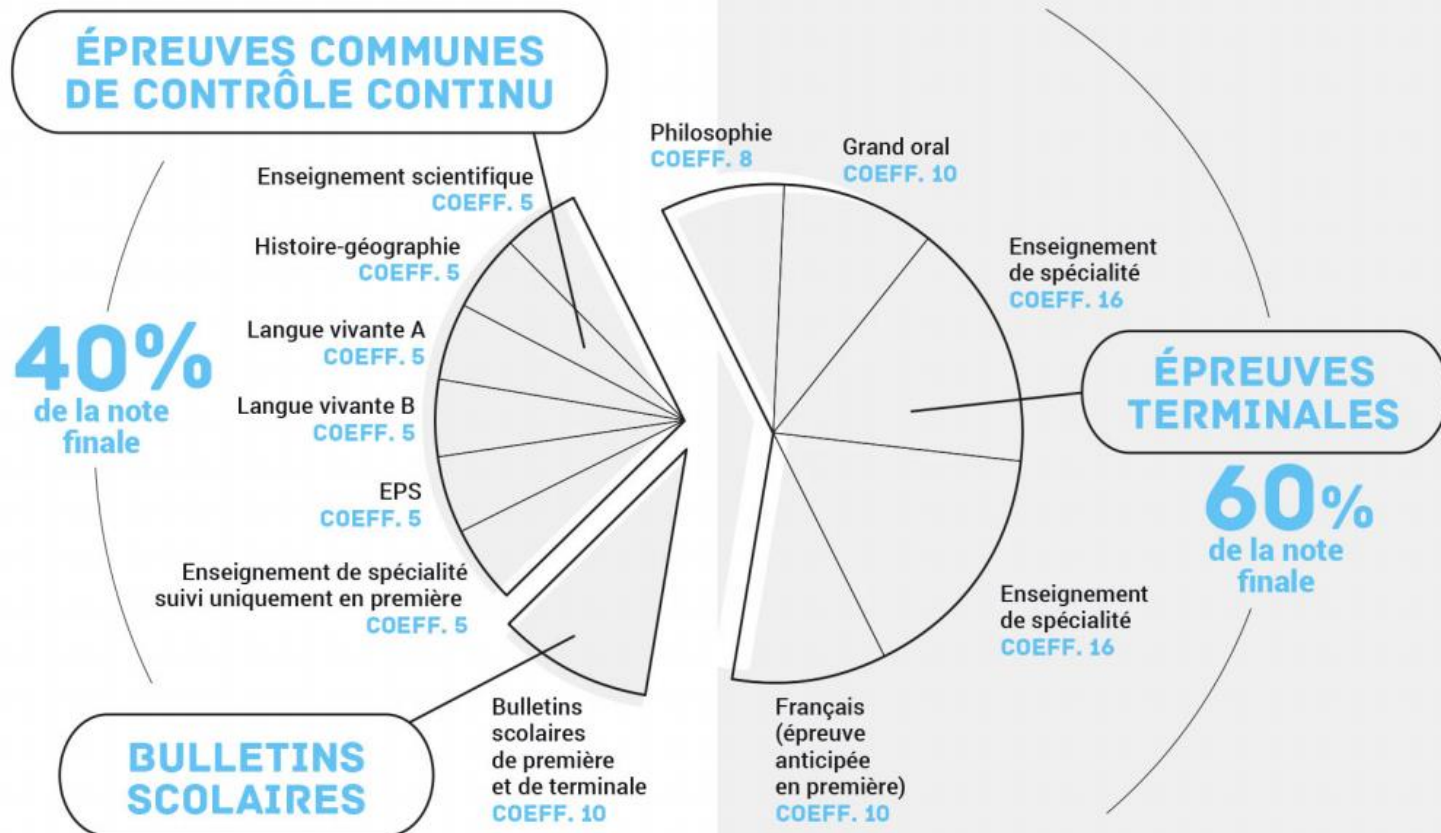 ÉPREUVES COMMUNES
DE CONTRÔLE CONTINU
Enseignement scientifique
COEFF. 5
Histoire-géographie
COEFF. 5
Langue vivante A
COEFF. 5
Langue vivante B
COEFF. 5
EPS
COEFF. 5
Enseignement de spécialité
suivi uniquement en première
COEFF. 5
40%
de la note
finale
BULLETINS
SCOLAIRES
Bulletins
scolaires
de première
et de terminale
COEFF. 10
Philosophie
COEFF. 8
Grand oral
COEFF. 10
Enseignement
de spécialité
COEFF. 16
ÉPREUVES
TERMINALES
60%
de la note
finale
Enseignement
de spécialité
COEFF. 16
Français
(épreuve
anticipée
en première)
COEFF. 10